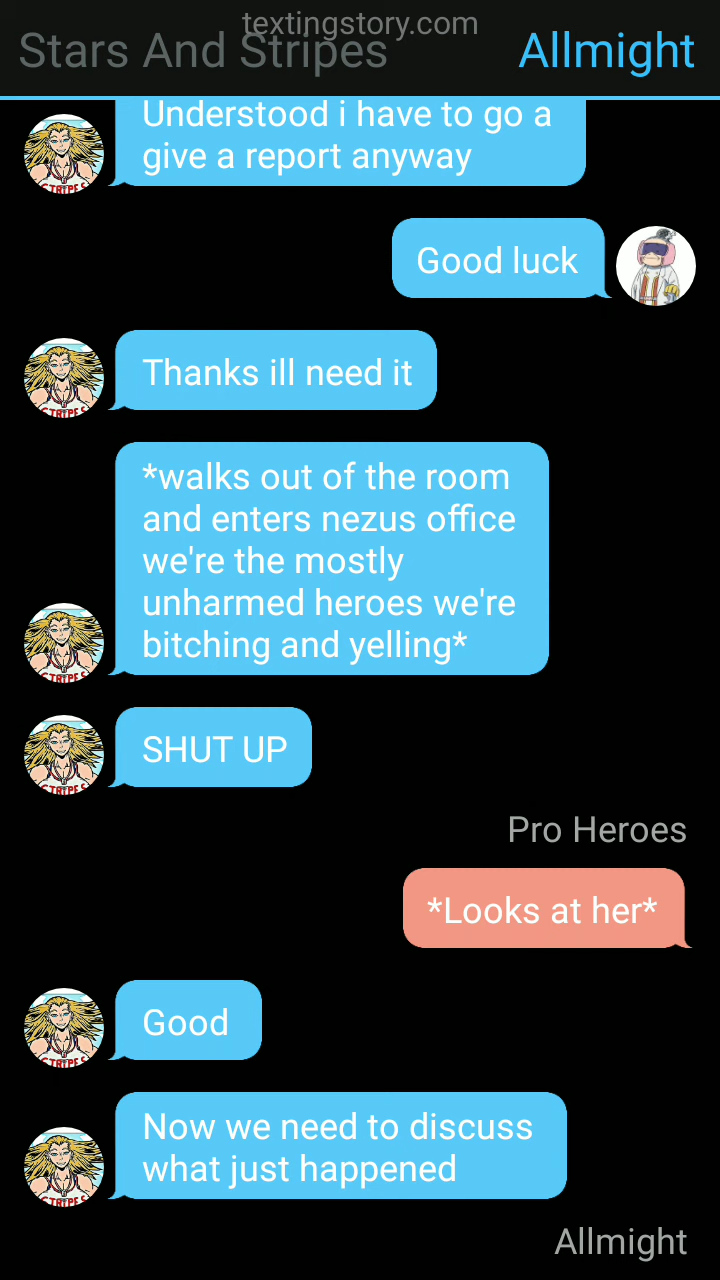 textingstory.com
Stars And Stripes
Allmight
Understood i have to go a
give a report anyway
Good luck
Thanks ill need it
*walks out of the room
and enters nezus office
we're the mostly
unharmed heroes we're
bitching and yelling*
SHUT UP
Pro Heroes
*Looks at her*
Good
Now we need to discuss
what just happened
Allmight